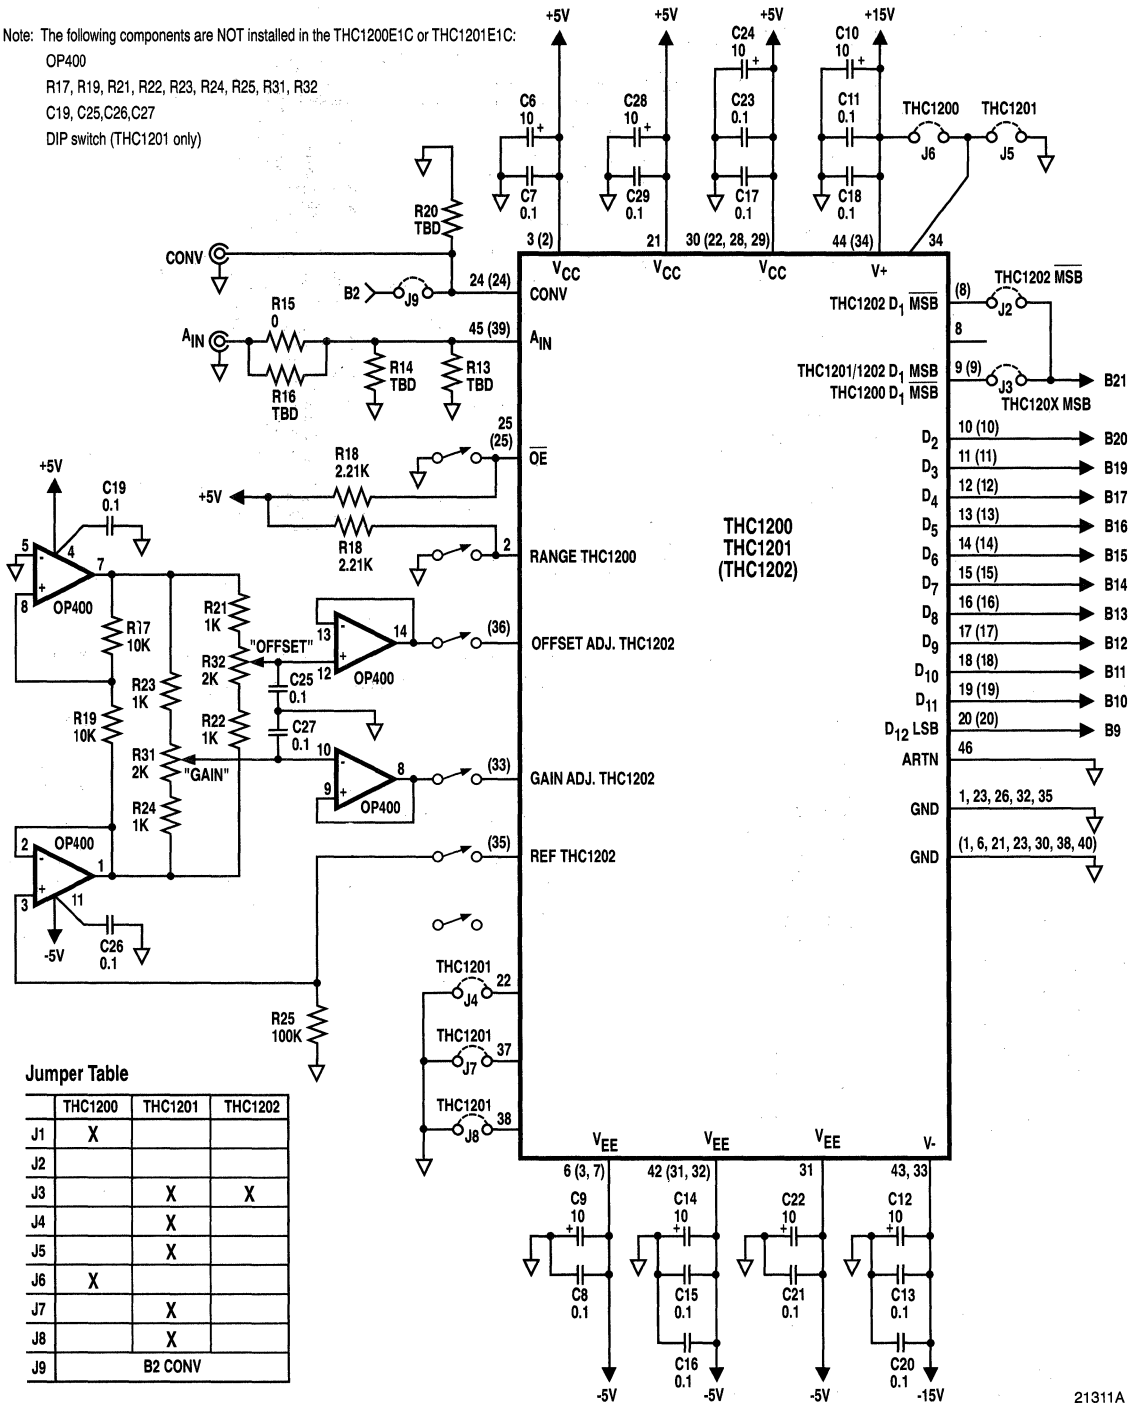 Note: The following components are NOT installed in the THC1200E1C or THC1201E1C:
OP400
R17, R19, R21, R22, R23, R24, R25, R31, R32
C19, C25,C26,C27
DIP switch (THC1201 only)
+5V
+5V
+5V
+15V
C6
10
+
C7
0.1
C28
10
+
C29
0.1
C24
10
+
C23
0.1
C17
0.1
C10
10
+
C11
0.1
C18
0.1
THC1200
J6
THC1201
J5
3 (2)
21
30 (22, 28, 29)
44 (34)
34
VCC
VCC
VCC
V+
R20
TBD
CONV
B2
J9
24 (24)
CONV
AIN
R15
0
R16
TBD
R14
TBD
R13
TBD
45 (39)
AIN
25
(25)
OE
R18
2.21K
+5V
R18
2.21K
2
RANGE THC1200
+5V
C19
0.1
5
4
7
-
+
8
OP400
R17
10K
R19
10K
R21
1K
R32
2K
"OFFSET"
R22
1K
R23
1K
R31
2K
"GAIN"
R24
1K
C25
0.1
C27
0.1
13
-
14
+
12
OP400
(36)
OFFSET ADJ. THC1202
10
-
8
9
+
OP400
(33)
GAIN ADJ. THC1202
2
-
OP400
1
+
3
11
-5V
C26
0.1
(35)
REF THC1202
R25
100K
THC1201
J4
22
THC1201
J7
37
THC1201
J8
38
THC1200
THC1201
(THC1202)
THC1202 D1 MSB
(8)
THC1202 MSB
J2
8
THC1201/1202 D1 MSB
THC1200 D1 MSB
9 (9)
J3
THC120X MSB
B21
D2
10 (10)
B20
D3
11 (11)
B19
D4
12 (12)
B17
D5
13 (13)
B16
D6
14 (14)
B15
D7
15 (15)
B14
D8
16 (16)
B13
D9
17 (17)
B12
D10
18 (18)
B11
D11
19 (19)
B10
D12 LSB
20 (20)
B9
ARTN
46
GND
1, 23, 26, 32, 35
GND
(1, 6, 21, 23, 30, 38, 40)
VEE
VEE
VEE
V-
6 (3, 7)
42 (31, 32)
31
43, 33
C9
10
+
C8
0.1
-5V
C14
10
+
C15
0.1
C16
0.1
-5V
C22
10
+
C21
0.1
-5V
C12
10
+
C13
0.1
C20
0.1
-15V
Jumper Table
THC1200 THC1201 THC1202
J1 X
J2
J3 X X
J4 X
J5 X
J6 X
J7 X
J8 X
J9 B2 CONV
21311A